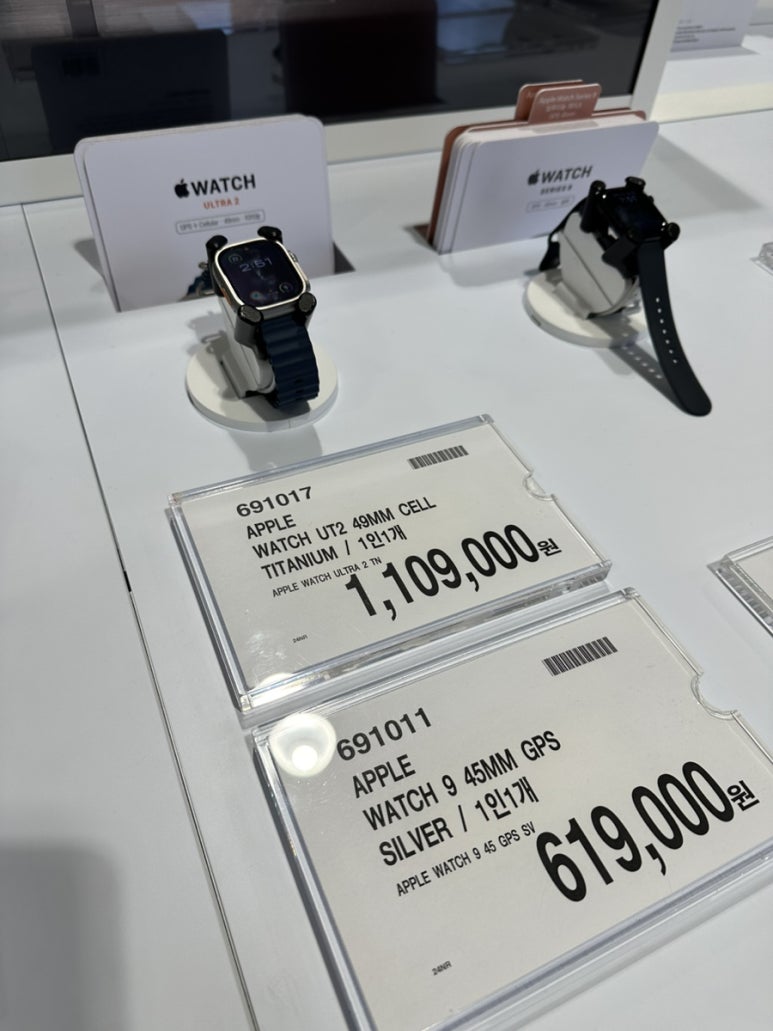 WATCH
ULTRA 2
WATCH
2:51
691017
APPLE
WATCH UT2 49MM CELL
TITANIUM / 1인1개
APPLE WATCH ULTRA 2 TN
1,109,000원
24NR
691011
APPLE
WATCH 9 45MM GPS
SILVER / 1인1개
APPLE WATCH 9 45 GPS SV
619,000원
24NR